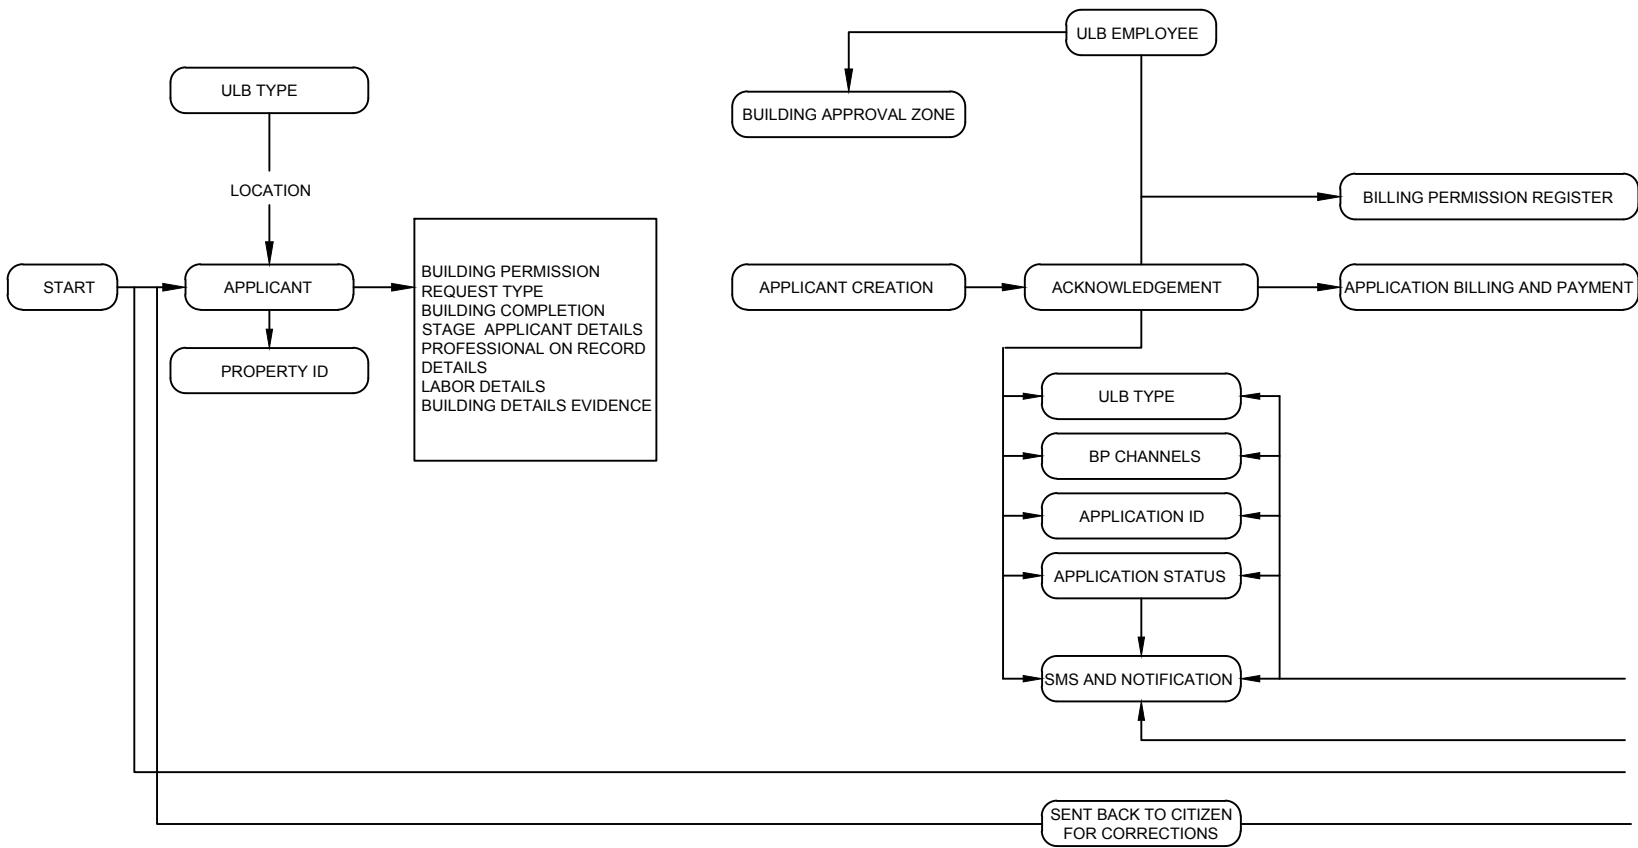 ULB EMPLOYEE
ULB TYPE
BUILDING APPROVAL ZONE
LOCATION
BILLING PERMISSION REGISTER
START
APPLICANT
BUILDING PERMISSION
REQUEST TYPE
BUILDING COMPLETION
STAGE APPLICANT DETAILS
PROFESSIONAL ON RECORD
DETAILS
LABOR DETAILS
BUILDING DETAILS EVIDENCE
APPLICANT CREATION
ACKNOWLEDGEMENT
APPLICATION BILLING AND PAYMENT
PROPERTY ID
ULB TYPE
BP CHANNELS
APPLICATION ID
APPLICATION STATUS
SMS AND NOTIFICATION
SENT BACK TO CITIZEN
FOR CORRECTIONS